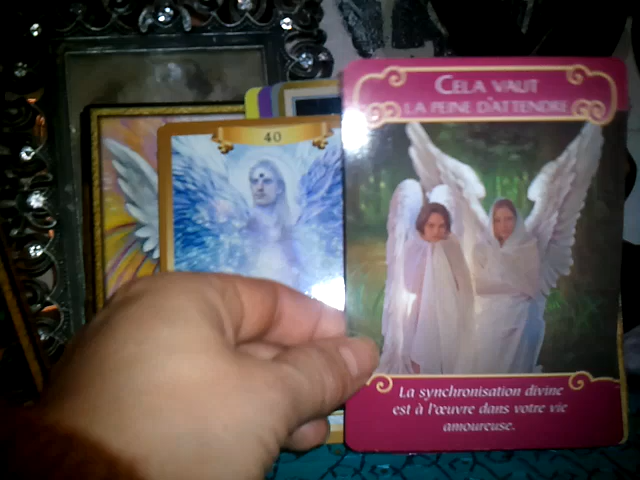 40
CELA VAUT
LA PEINE D'ATTENDRE
La synchronisation divine
est à l'œuvre dans votre vie
amoureuse.